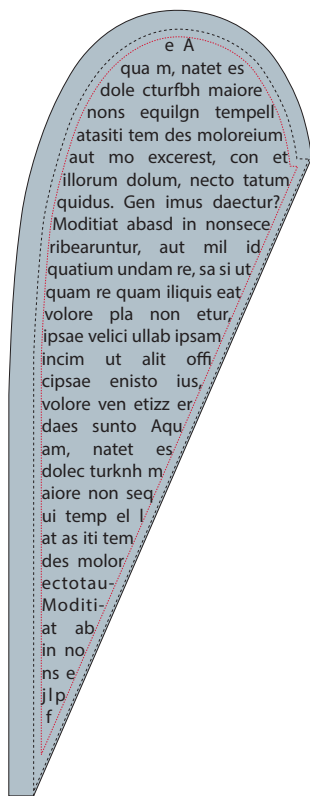 e A
qua m, natet es
dole cturfbh maiore
nons equilgn tempell
atasiti tem des moloreium
aut mo excerest, con et
illorum dolum, necto tatum
quidus. Gen imus daectur?
Moditiat abasd in nonsece
ribearuntur, aut mil id
quatium undam re, sa si ut
quam re quam iliquis eat
volore pla non etur,
ipsae velici ullab ipsam
incim ut alit offi
cipsae enisto ius,
volore ven etizz er
daes sunto Aqu
am, natet es
dolec turknh m
aiore non seq
ui temp el l
at as iti tem
des molor
ectotau-
Moditi-
at ab
in no
ns e
jlp
f